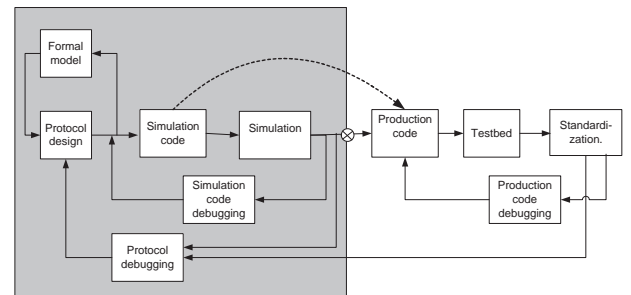 Formal
model
Protocol
design
Simulation
code
Simulation
Production
code
Testbed
Standardi-
zation.
Simulation
code
debugging
Production
code
debugging
Protocol
debugging